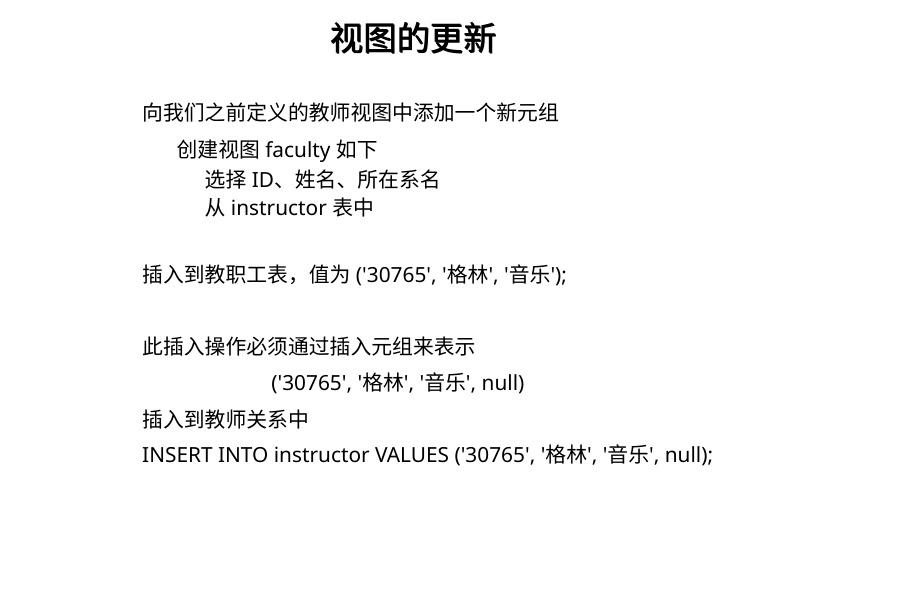 视图的更新
向我们之前定义的教师视图中添加一个新元组
创建视图 faculty 如下
选择 ID、姓名、所在系名
从 instructor 表中
插入到教职工表，值为 ('30765', '格林', '音乐');
此插入操作必须通过插入元组来表示
('30765', '格林', '音乐', null)
插入到教师关系中
INSERT INTO instructor VALUES ('30765', '格林', '音乐', null);